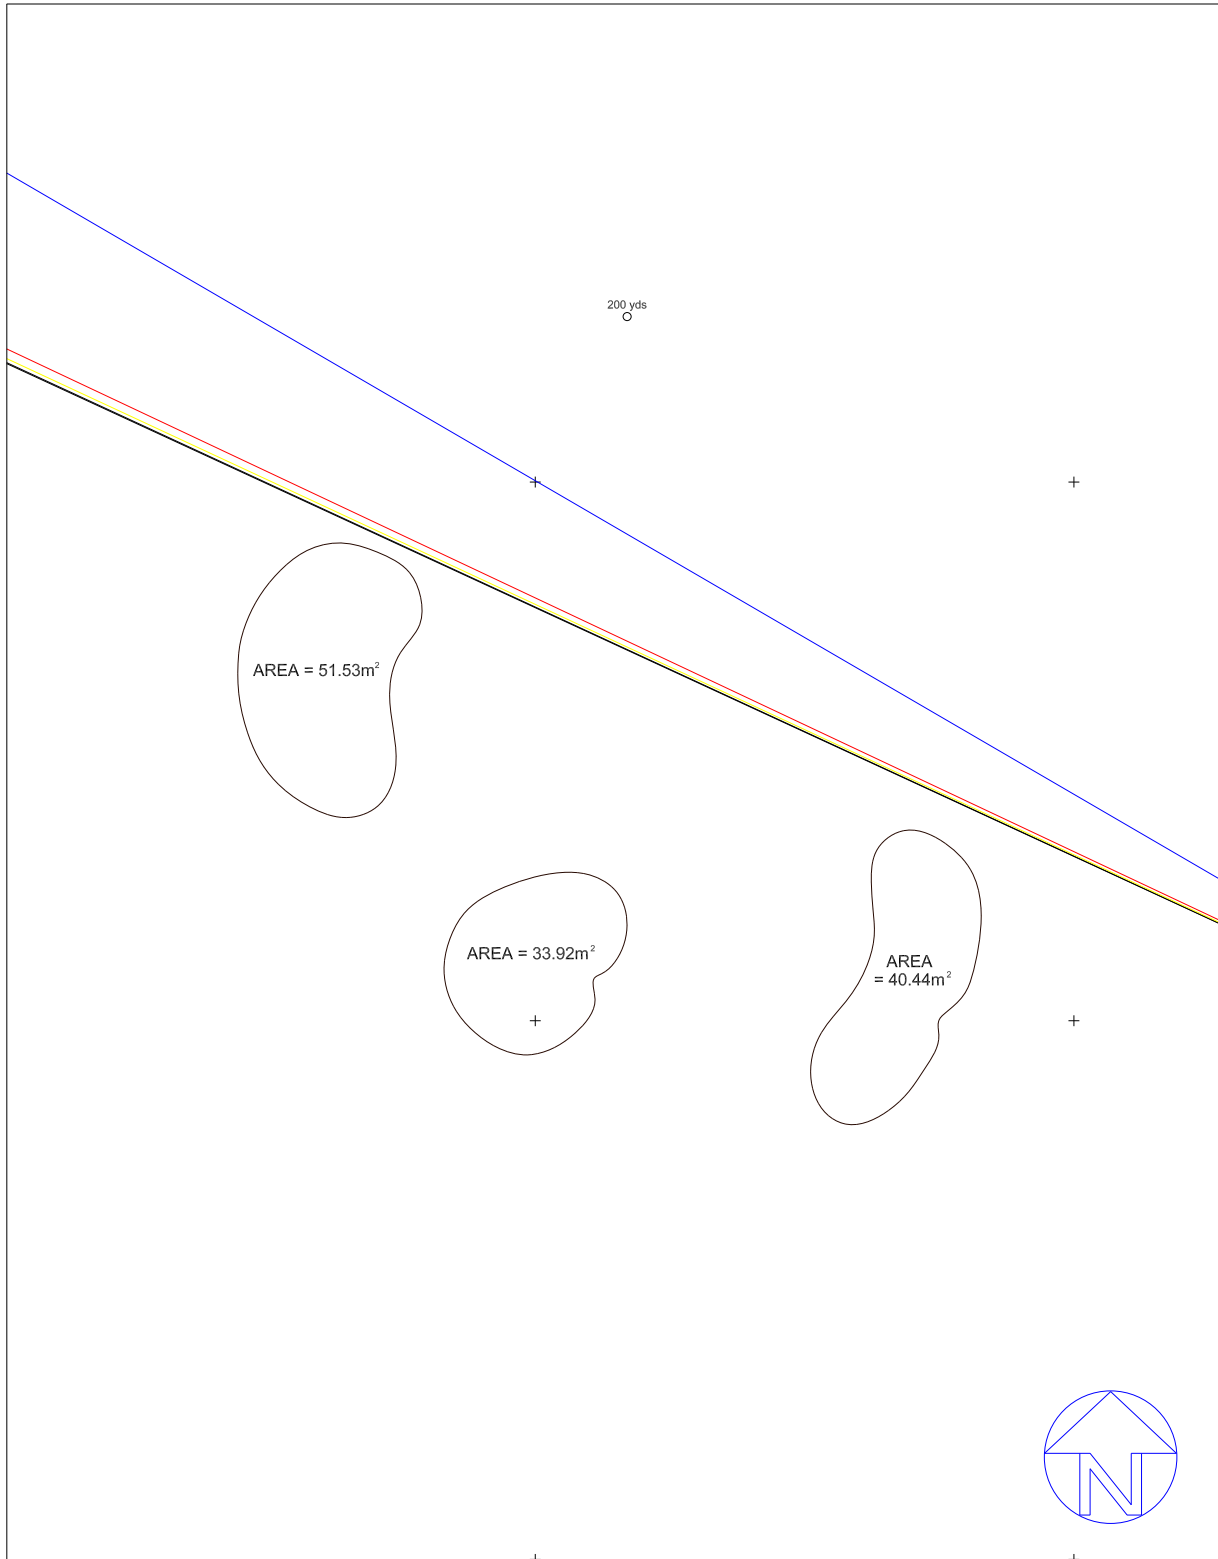 200 yds
AREA = 51.53m²
AREA = 33.92m²
AREA
= 40.44m²
N